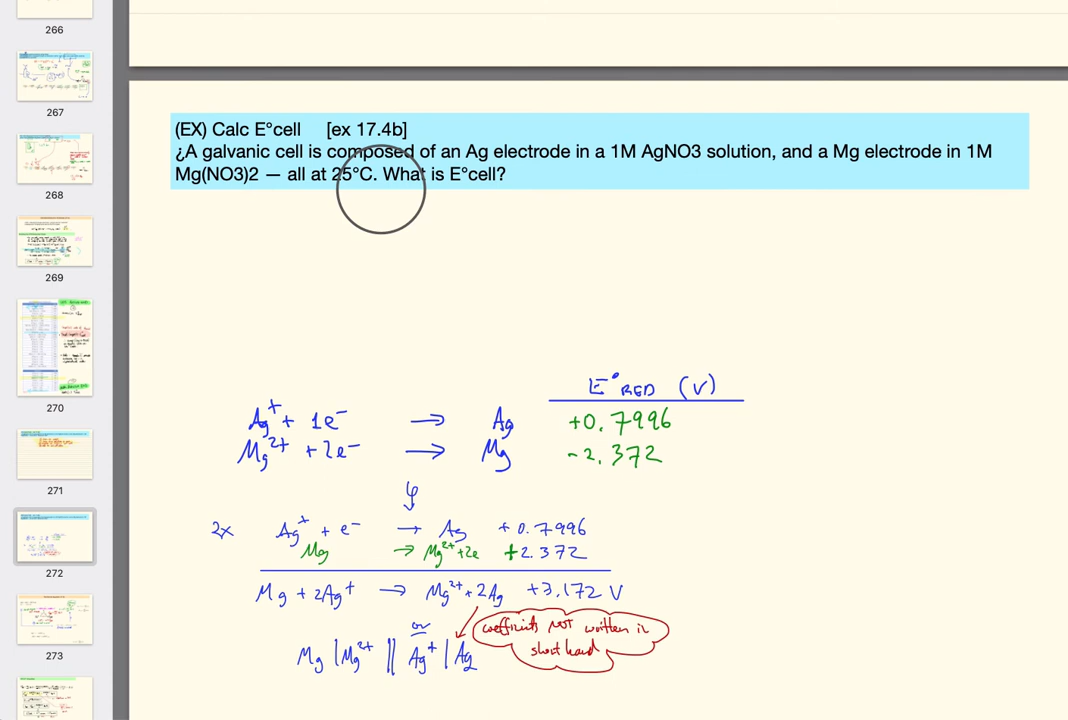 266
267
268
269
270
271
272
273
(EX) Calc E°cell [ex 17.4b]
¿A galvanic cell is composed of an Ag electrode in a 1M AgNO3 solution, and a Mg electrode in 1M
Mg(NO3)2 — all at 25°C. What is E°cell?
E° RED (V)
Ag⁺ + 1e⁻ → Ag +0.7996
Mg²⁺ + 2e⁻ → Mg -2.372
2x Ag⁺ + e⁻ → Ag +0.7996
Mg → Mg²⁺ + 2e +2.372
Mg + 2Ag⁺ → Mg²⁺ + 2Ag +3.172 V
or
coefficients not written in
short hand
Mg | Mg²⁺ || Ag⁺ | Ag